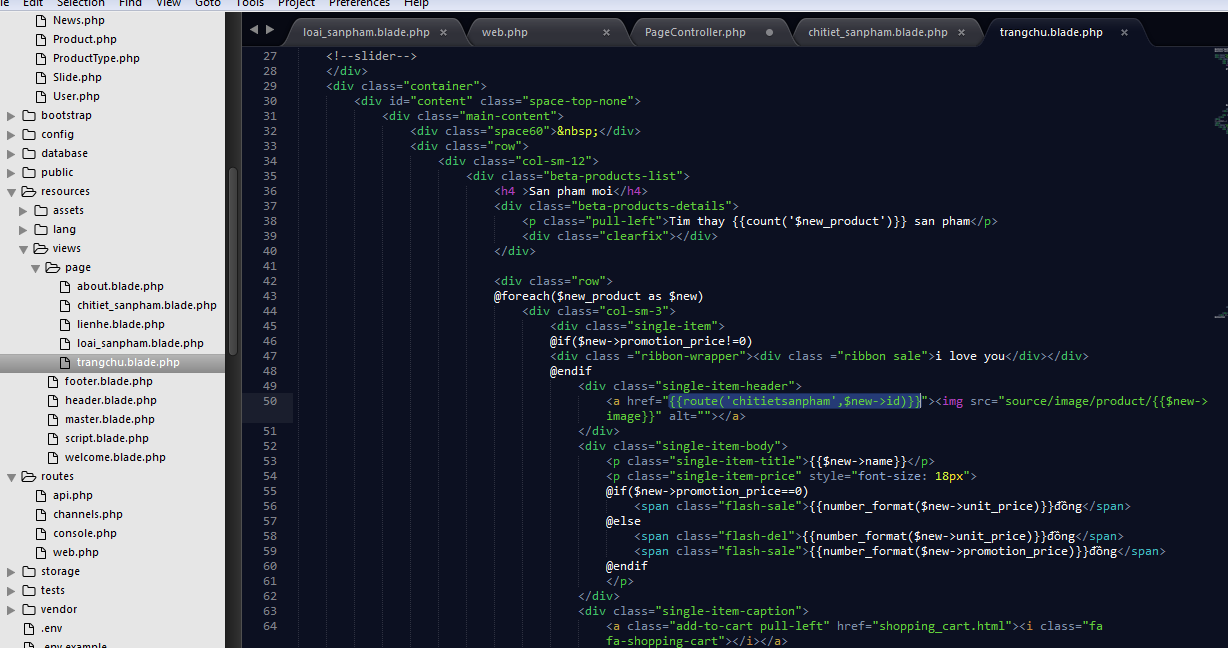 Edit Selection Find View Goto Tools Project Preferences Help
News.php
Product.php
ProductType.php
Slide.php
User.php
bootstrap
config
database
public
resources
assets
lang
views
page
about.blade.php
chitiet_sanpham.blade.php
lienhe.blade.php
loai_sanpham.blade.php
trangchu.blade.php
footer.blade.php
header.blade.php
master.blade.php
script.blade.php
welcome.blade.php
routes
api.php
channels.php
console.php
web.php
storage
tests
vendor
.env
.env.example
loai_sanpham.blade.php × web.php × PageController.php chitiet_sanpham.blade.php × trangchu.blade.php ×
27 <!--slider-->
28 </div>
29 <div class="container">
30 <div id="content" class="space-top-none">
31 <div class="main-content">
32 <div class="space60">&nbsp;</div>
33 <div class="row">
34 <div class="col-sm-12">
35 <div class="beta-products-list">
36 <h4 >San pham moi</h4>
37 <div class="beta-products-details">
38 <p class="pull-left">Tim thay {{count('$new_product')}} san pham</p>
39 <div class="clearfix"></div>
40 </div>
41
42 <div class="row">
43 @foreach($new_product as $new)
44 <div class="col-sm-3">
45 <div class="single-item">
46 @if($new->promotion_price!=0)
47 <div class ="ribbon-wrapper"><div class ="ribbon sale">i love you</div></div>
48 @endif
49 <div class="single-item-header">
50 <a href="{{route('chitietsanpham',$new->id)}}"><img src="source/image/product/{{$new->
image}}" alt=""></a>
51 </div>
52 <div class="single-item-body">
53 <p class="single-item-title">{{$new->name}}</p>
54 <p class="single-item-price" style="font-size: 18px">
55 @if($new->promotion_price==0)
56 <span class="flash-sale">{{number_format($new->unit_price)}}đồng</span>
57 @else
58 <span class="flash-del">{{number_format($new->unit_price)}}đồng</span>
59 <span class="flash-sale">{{number_format($new->promotion_price)}}đồng</span>
60 @endif
61 </p>
62 </div>
63 <div class="single-item-caption">
64 <a class="add-to-cart pull-left" href="shopping_cart.html"><i class="fa
fa-shopping-cart"></i></a>